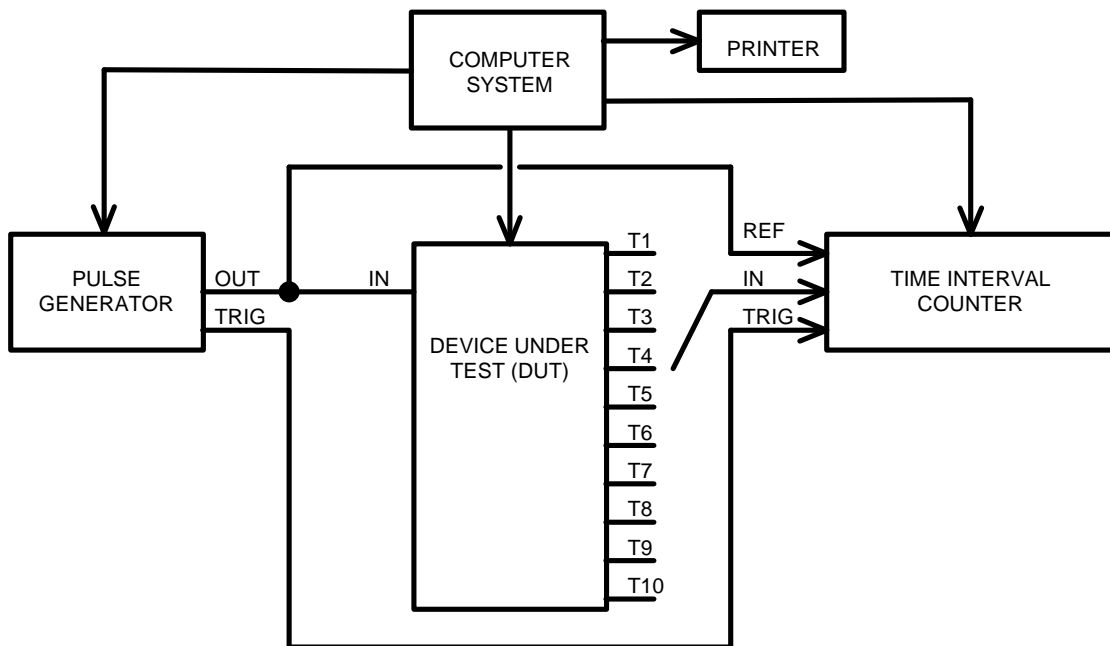 COMPUTER
SYSTEM
PRINTER
PULSE
GENERATOR
OUT
TRIG
IN
DEVICE UNDER
TEST (DUT)
T1
T2
T3
T4
T5
T6
T7
T8
T9
T10
REF
IN
TRIG
TIME INTERVAL
COUNTER